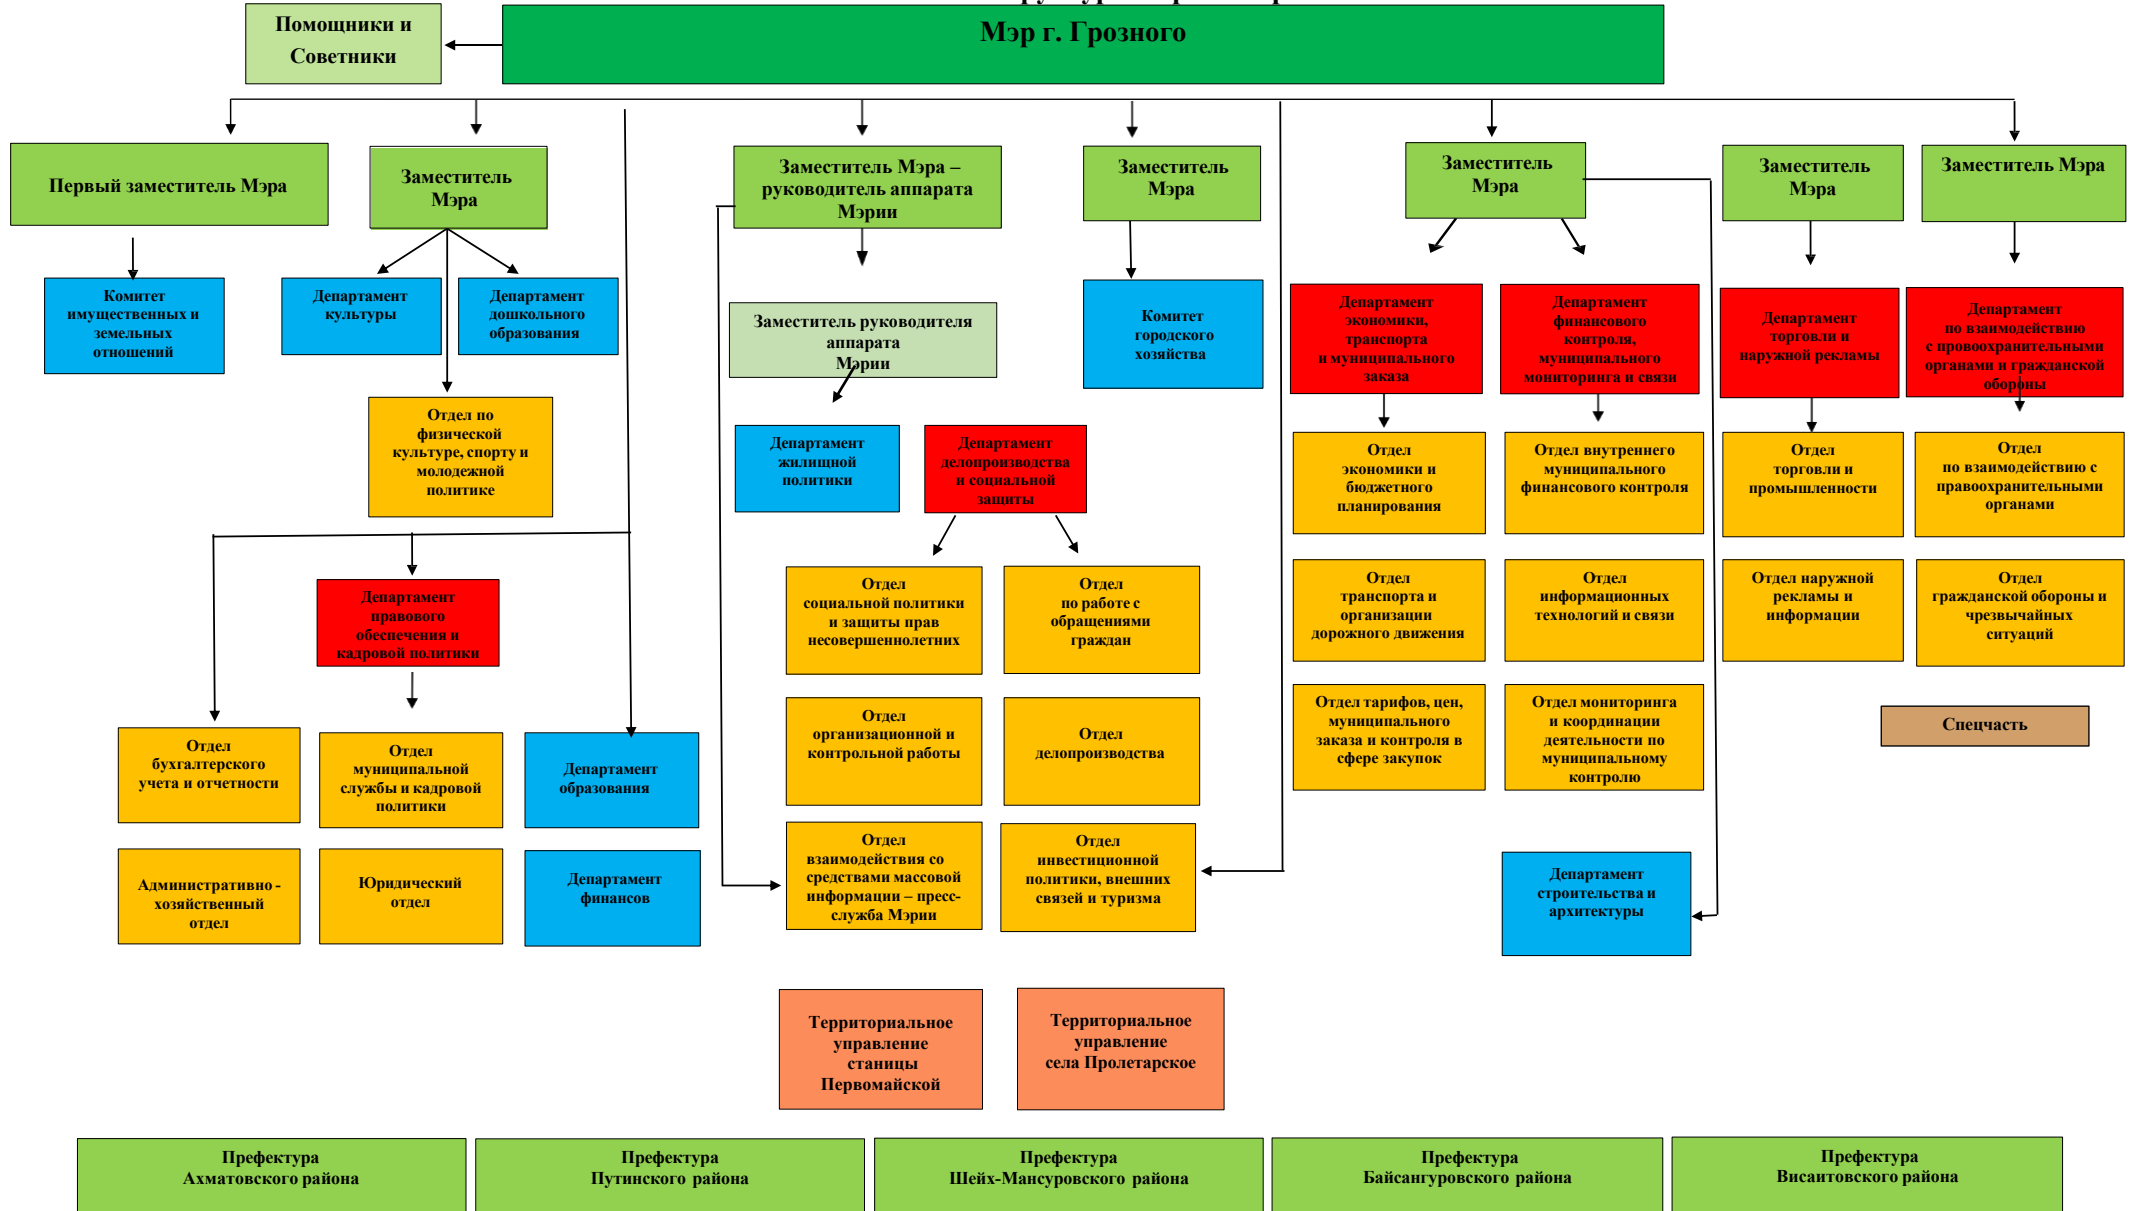 Помощники и
Советники
Мэр г. Грозного
Первый заместитель Мэра
Заместитель
Мэра
Заместитель Мэра –
руководитель аппарата
Мэрии
Заместитель
Мэра
Заместитель
Мэра
Заместитель
Мэра
Заместитель Мэра
Комитет
имущественных и
земельных
отношений
Департамент
культуры
Департамент
дошкольного
образования
Заместитель руководителя
аппарата
Мэрии
Комитет
городского
хозяйства
Департамент
экономики,
транспорта
и муниципального
заказа
Департамент
финансового
контроля,
муниципального
мониторинга и связи
Департамент
торговли и
наружной рекламы
Департамент
по взаимодействию
с провоохранительными
органами и гражданской
обороны
Отдел по
физической
культуре, спорту и
молодежной
политике
Департамент
жилищной
политики
Департамент
делопроизводства
и социальной
защиты
Отдел
экономики и
бюджетного
планирования
Отдел внутреннего
муниципального
финансового контроля
Отдел
торговли и
промышленности
Отдел
по взаимодействию с
правоохранительными
органами
Департамент
правового
обеспечения и
кадровой политики
Отдел
социальной политики
и защиты прав
несовершеннолетних
Отдел
по работе с
обращениями
граждан
Отдел
транспорта и
организации
дорожного движения
Отдел
информационных
технологий и связи
Отдел наружной
рекламы и
информации
Отдел
гражданской обороны и
чрезвычайных
ситуаций
Отдел
бухгалтерского
учета и отчетности
Отдел
муниципальной
службы и кадровой
политики
Департамент
образования
Отдел
организационной и
контрольной работы
Отдел
делопроизводства
Отдел тарифов, цен,
муниципального
заказа и контроля в
сфере закупок
Отдел мониторинга
и координации
деятельности по
муниципальному
контролю
Спецчасть
Административно -
хозяйственный
отдел
Юридический
отдел
Департамент
финансов
Отдел
взаимодействия со
средствами массовой
информации – пресс-
служба Мэрии
Отдел
инвестиционной
политики, внешних
связей и туризма
Департамент
строительства и
архитектуры
Территориальное
управление
станицы
Первомайской
Территориальное
управление
села Пролетарское
Префектура
Ахматовского района
Префектура
Путинского района
Префектура
Шейх-Мансуровского района
Префектура
Байсангуровского района
Префектура
Висаитовского района